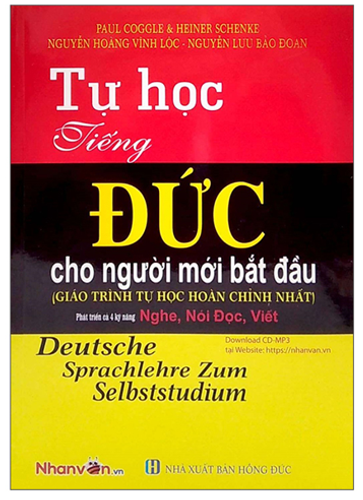 PAUL COGGLE & HEINER SCHENKE
NGUYỄN HOÀNG VĨNH LỘC - NGUYỄN LƯU BẢO ĐOAN
Tự học
Tiếng
ĐỨC
cho người mới bắt đầu
(GIÁO TRÌNH TỰ HỌC HOÀN CHỈNH NHẤT)
Phát triển cả 4 kỹ năng Nghe, Nói Đọc, Viết
Download CD-MP3
tại Website: https://nhanvan.vn
Deutsche
Sprachlehre Zum
Selbststudium
Nhanvăn.vn
NHÀ XUẤT BẢN HỒNG ĐỨC